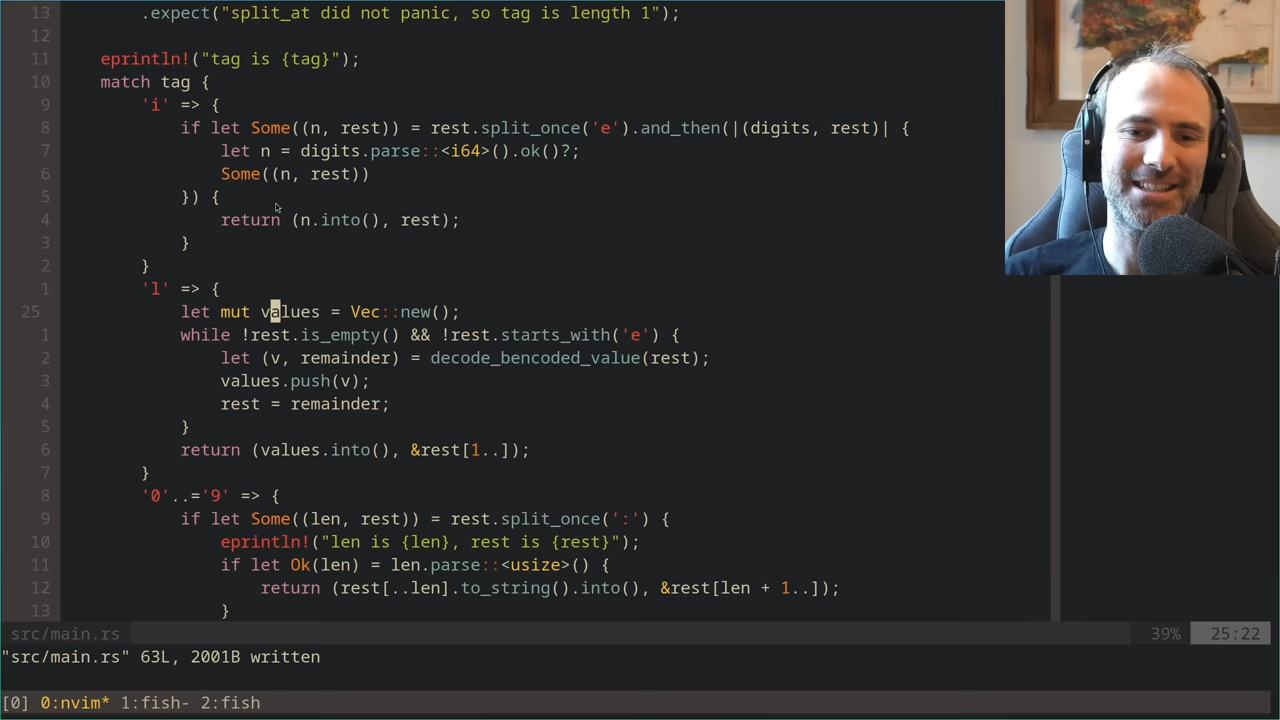 13             .expect("split_at did not panic, so tag is length 1");
12
11     eprintln!("tag is {tag}");
10     match tag {
 9         'i' => {
 8             if let Some((n, rest)) = rest.split_once('e').and_then(|(digits, rest)| {
 7                 let n = digits.parse::<i64>().ok()?;
 6                 Some((n, rest))
 5             }) {
 4                 return (n.into(), rest);
 3             }
 2         }
 1         'l' => {
25             let mut values = Vec::new();
 1             while !rest.is_empty() && !rest.starts_with('e') {
 2                 let (v, remainder) = decode_bencoded_value(rest);
 3                 values.push(v);
 4                 rest = remainder;
 5             }
 6             return (values.into(), &rest[1..]);
 7         }
 8         '0'..='9' => {
 9             if let Some((len, rest)) = rest.split_once(':') {
10                 eprintln!("len is {len}, rest is {rest}");
11                 if let Ok(len) = len.parse::<usize>() {
12                     return (rest[..len].to_string().into(), &rest[len + 1..]);
13                 }
src/main.rs 39% 25:22
"src/main.rs" 63L, 2001B written
[0] 0:nvim* 1:fish- 2:fish